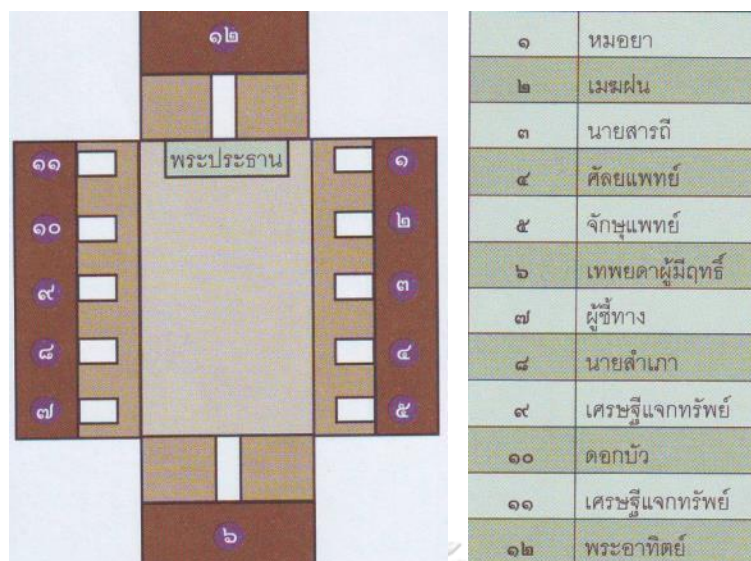 ๑๒
พระประธาน
๑๑
๑
๑๐
๒
๙
๓
๘
๔
๗
๕
๖
๑ หมอยา
๒ เมฆฝน
๓ นายสารถี
๔ ศัลยแพทย์
๕ จักษุแพทย์
๖ เทพยดาผู้มีฤทธิ์
๗ ผู้ชี้ทาง
๘ นายสำเภา
๙ เศรษฐีแจกทรัพย์
๑๐ ดอกบัว
๑๑ เศรษฐีแจกทรัพย์
๑๒ พระอาทิตย์